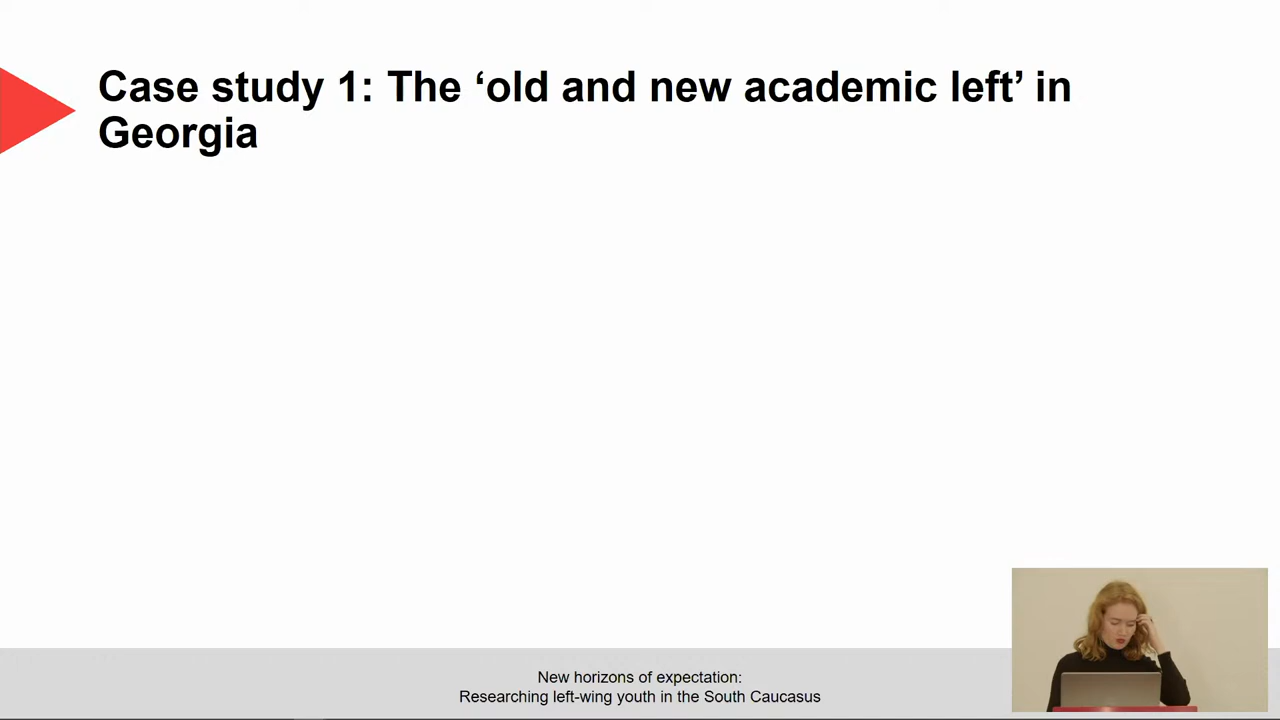 Case study 1: The ‘old and new academic left’ in
Georgia
New horizons of expectation:
Researching left-wing youth in the South Caucasus